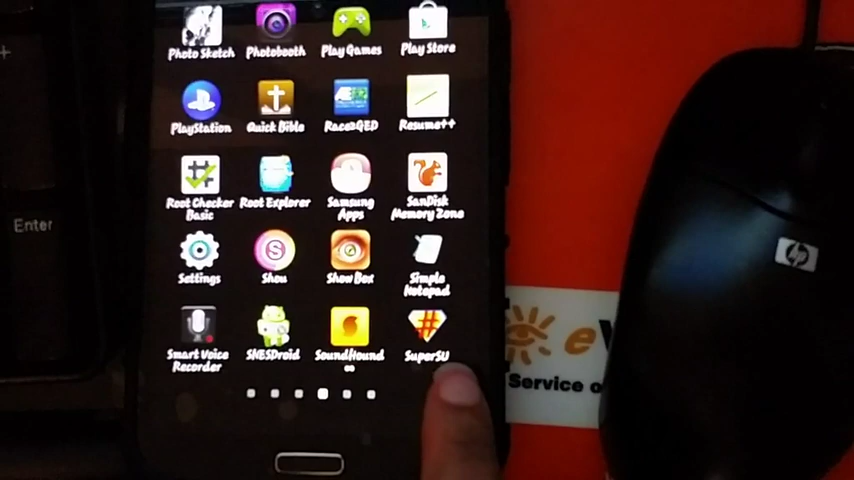 Photo Sketch Photobooth Play Games Play Store
PlayStation Quick Bible Race2GED Resume++
Root Checker Basic Root Explorer Samsung Apps SanDisk Memory Zone
Settings Shou Show Box Simple Notepad
Smart Voice Recorder SNESDroid SoundHound ∞ SuperSU
Enter
hp
e
Service o